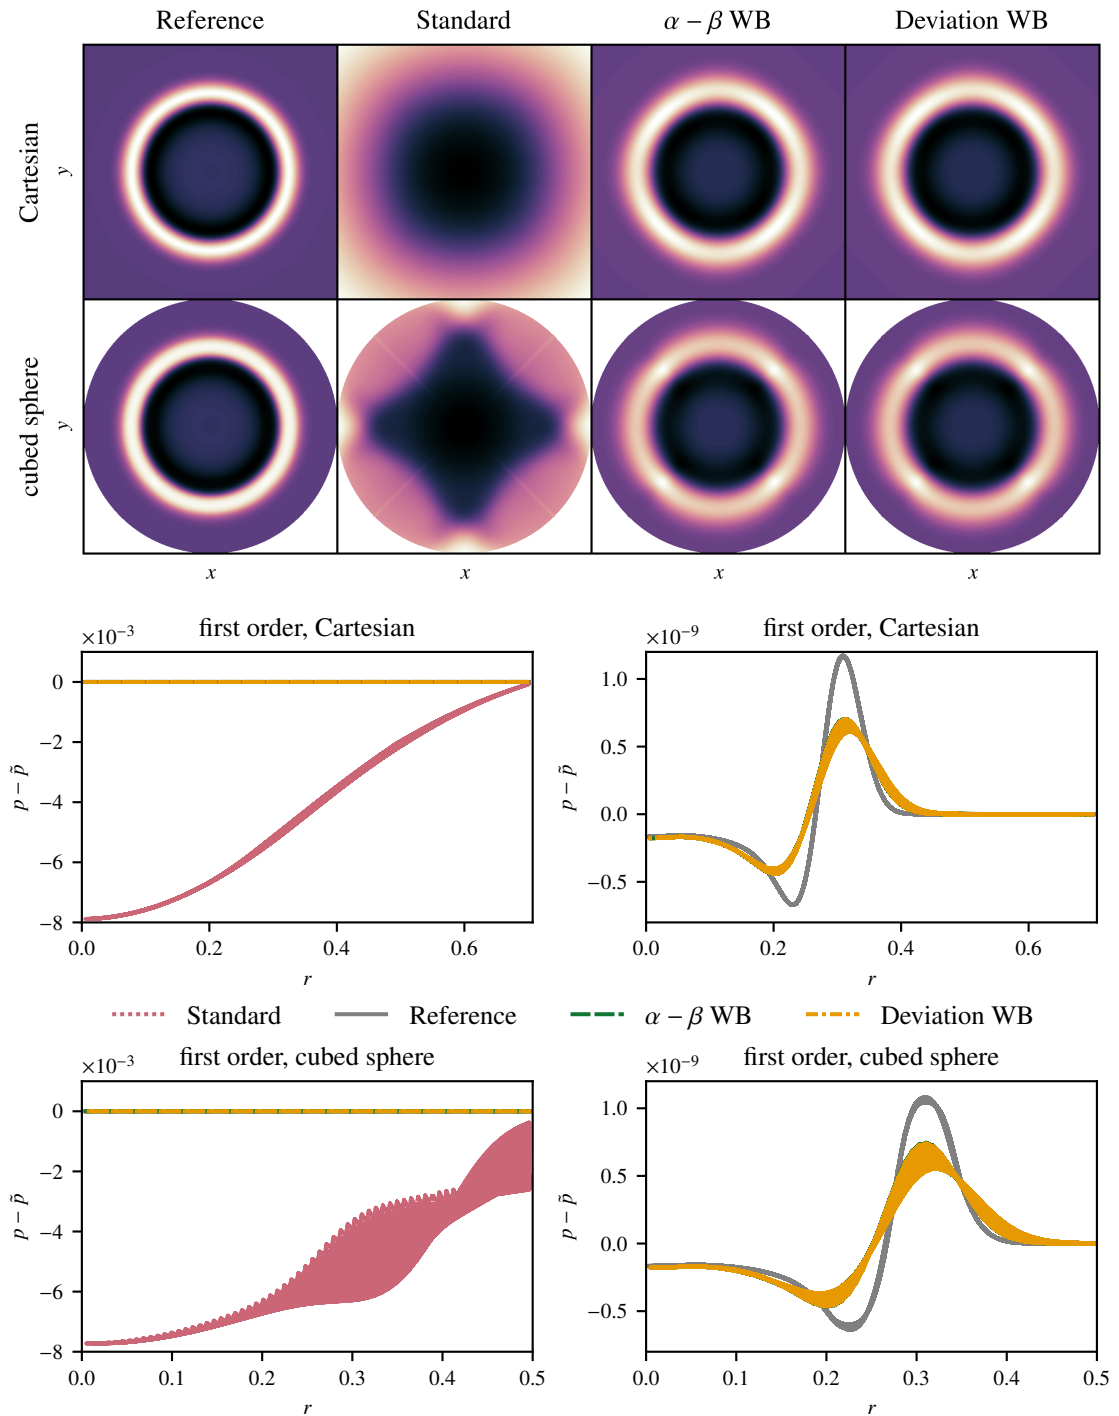 Reference Standard α − β WB Deviation WB
Cartesian
y
cubed sphere
y
x x x x
first order, Cartesian
×10⁻³
0
−2
−4
−6
−8
p − p̃
0.0 0.2 0.4 0.6
r
first order, Cartesian
×10⁻⁹
1.0
0.5
0.0
−0.5
p − p̃
0.0 0.2 0.4 0.6
r
Standard Reference α − β WB Deviation WB
first order, cubed sphere
×10⁻³
0
−2
−4
−6
−8
p − p̃
0.0 0.1 0.2 0.3 0.4 0.5
r
first order, cubed sphere
×10⁻⁹
1.0
0.5
0.0
−0.5
p − p̃
0.0 0.1 0.2 0.3 0.4 0.5
r